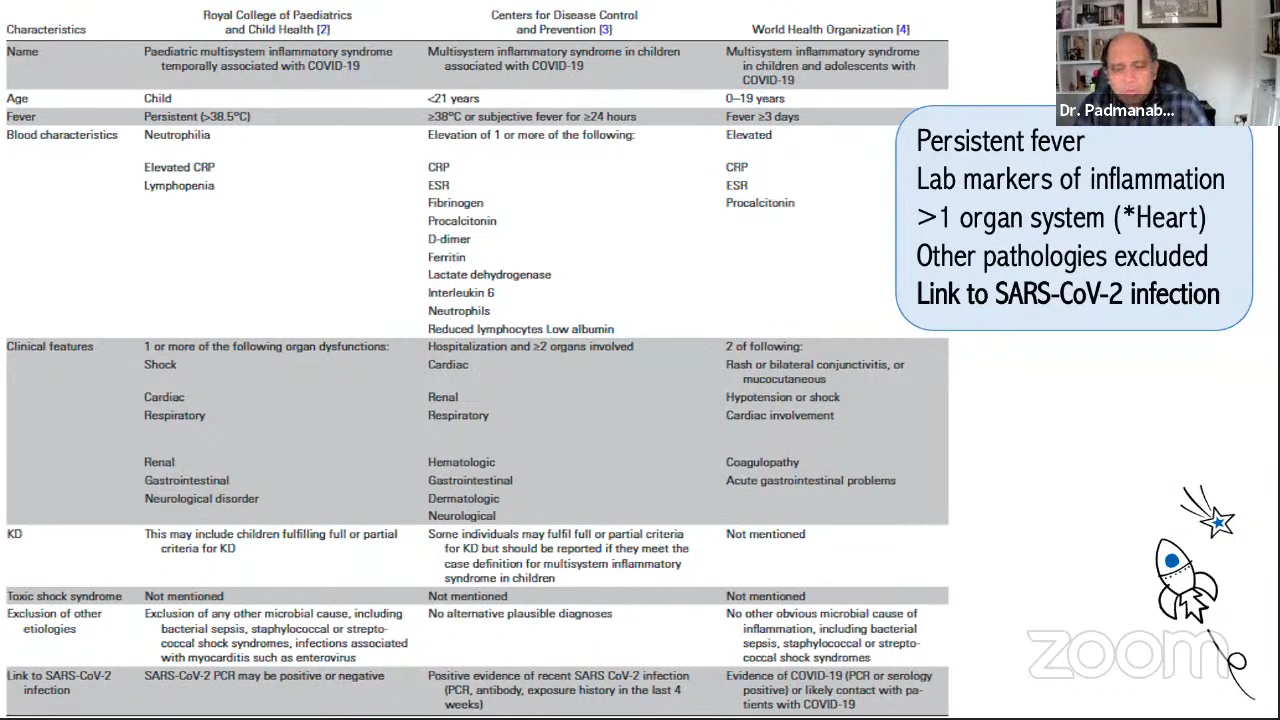 Characteristics
Royal College of Paediatrics
and Child Health [2]
Centers for Disease Control
and Prevention [3]
World Health Organization [4]
Name
Paediatric multisystem inflammatory syndrome
temporally associated with COVID-19
Multisystem inflammatory syndrome in children
associated with COVID-19
Multisystem inflammatory syndrome
in children and adolescents with
COVID-19
Age
Child
<21 years
0–19 years
Fever
Persistent (>38.5°C)
≥38°C or subjective fever for ≥24 hours
Fever ≥3 days
Blood characteristics
Neutrophilia
Elevation of 1 or more of the following:
Elevated
Elevated CRP
CRP
CRP
Lymphopenia
ESR
ESR
Fibrinogen
Procalcitonin
Procalcitonin
D-dimer
Ferritin
Lactate dehydrogenase
Interleukin 6
Neutrophils
Reduced lymphocytes Low albumin
Clinical features
1 or more of the following organ dysfunctions:
Hospitalization and ≥2 organs involved
2 of following:
Shock
Cardiac
Rash or bilateral conjunctivitis, or
mucocutaneous
Cardiac
Renal
Hypotension or shock
Respiratory
Respiratory
Cardiac involvement
Renal
Hematologic
Coagulopathy
Gastrointestinal
Gastrointestinal
Acute gastrointestinal problems
Neurological disorder
Dermatologic
Neurological
KD
This may include children fulfilling full or partial
criteria for KD
Some individuals may fulfil full or partial criteria
for KD but should be reported if they meet the
case definition for multisystem inflammatory
syndrome in children
Not mentioned
Toxic shock syndrome
Not mentioned
Not mentioned
Not mentioned
Exclusion of other
etiologies
Exclusion of any other microbial cause, including
bacterial sepsis, staphylococcal or strepto-
coccal shock syndromes, infections associated
with myocarditis such as enterovirus
No alternative plausible diagnoses
No other obvious microbial cause of
inflammation, including bacterial
sepsis, staphylococcal or strepto-
coccal shock syndromes
Link to SARS-CoV-2
infection
SARS-CoV-2 PCR may be positive or negative
Positive evidence of recent SARS CoV-2 infection
(PCR, antibody, exposure history in the last 4
weeks)
Evidence of COVID-19 (PCR or serology
positive) or likely contact with pa-
tients with COVID-19
Dr. Padmanab...
Persistent fever
Lab markers of inflammation
>1 organ system (*Heart)
Other pathologies excluded
Link to SARS-CoV-2 infection
zoom